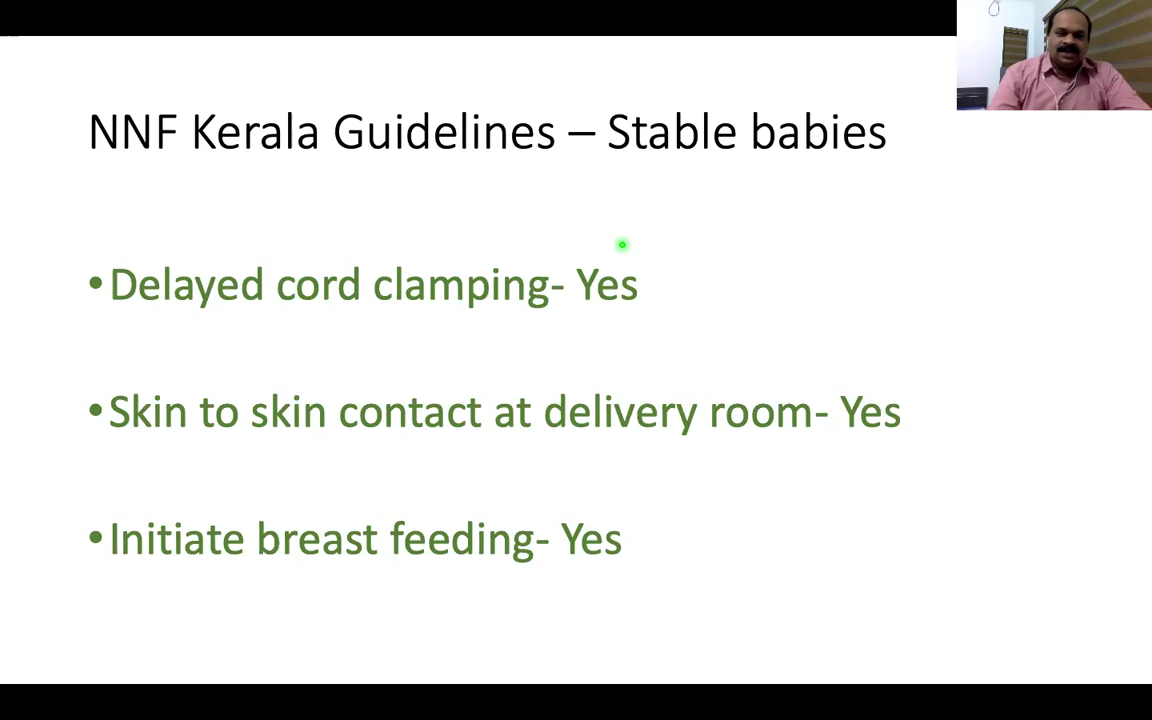 NNF Kerala Guidelines – Stable babies
•Delayed cord clamping- Yes
•Skin to skin contact at delivery room- Yes
•Initiate breast feeding- Yes